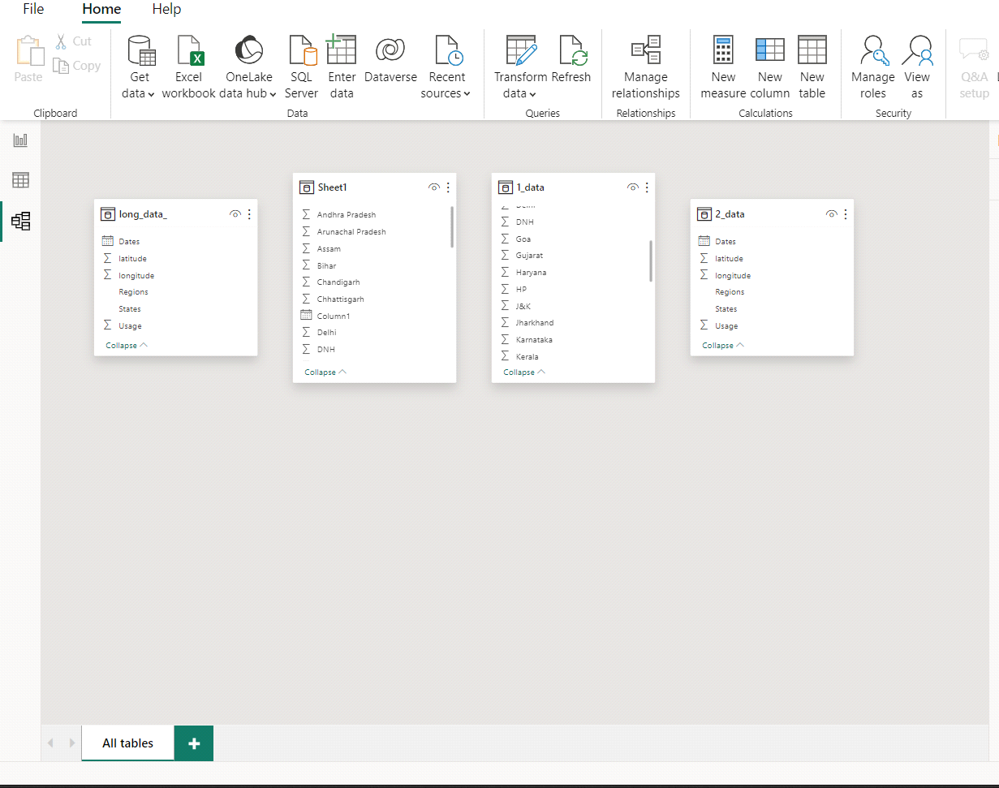 File Home Help
Paste
Cut
Copy
Clipboard
Get data
Excel workbook
OneLake data hub
SQL Server
Enter data
Dataverse
Recent sources
Data
Transform data
Refresh
Queries
Manage relationships
Relationships
New measure
New column
New table
Calculations
Manage roles
View as
Security
Q&A setup
long_data_
Dates
latitude
longitude
Regions
States
Usage
Collapse
Sheet1
Andhra Pradesh
Arunachal Pradesh
Assam
Bihar
Chandigarh
Chhattisgarh
Column1
Delhi
DNH
Collapse
1_data
Delhi
DNH
Goa
Gujarat
Haryana
HP
J&K
Jharkhand
Karnataka
Kerala
Collapse
2_data
Dates
latitude
longitude
Regions
States
Usage
Collapse
All tables